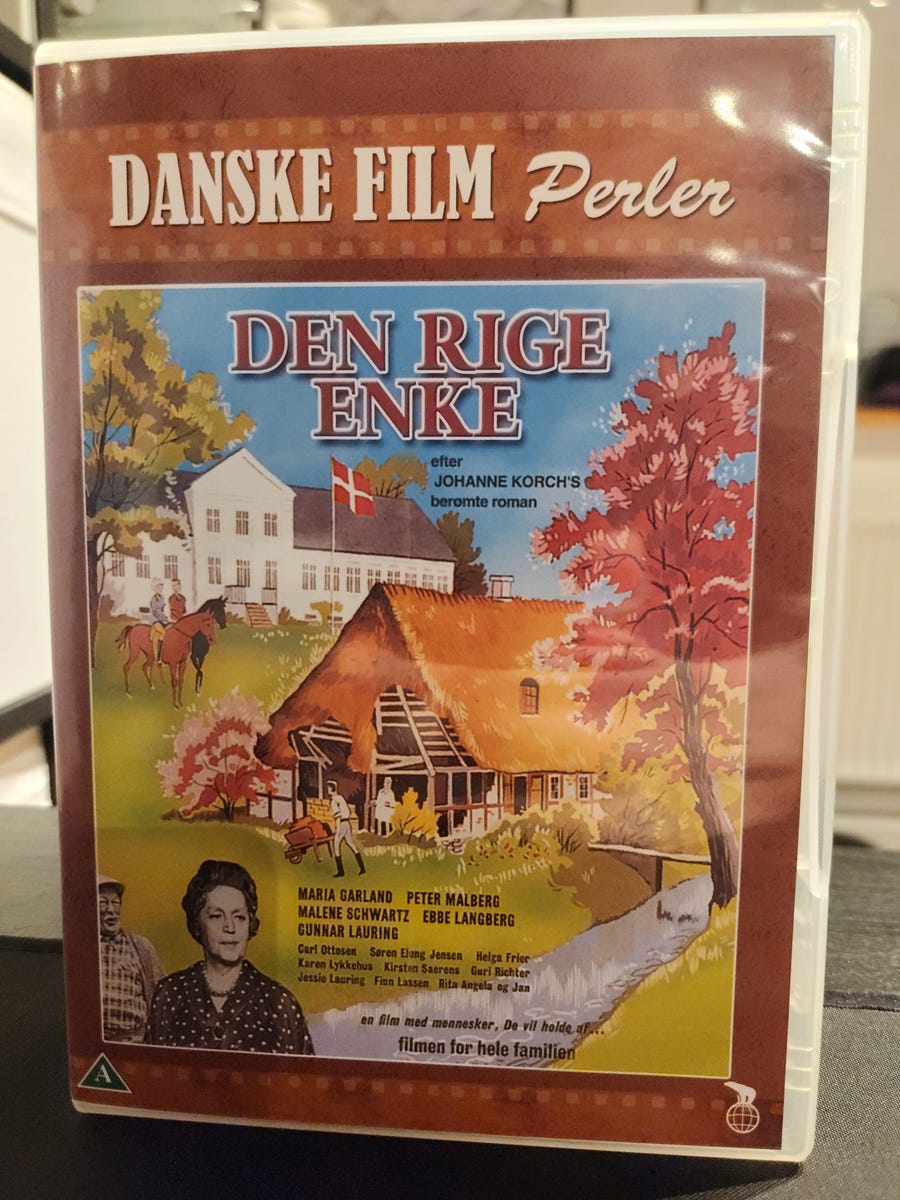 DANSKE FILM Perler
DEN RIGE
ENKE
efter
JOHANNE KORCH'S
berømte roman
MARIA GARLAND PETER MALBERG
MALENE SCHWARTZ EBBE LANGBERG
GUNNAR LAURING
Carl Ottosen Søren Elung Jensen Helga Frier
Karen Lykkehus Kirsten Saerens Guri Richter
Jessie Lauring Finn Lassen Rita Angela og Jan
en film med mennesker, De vil holde af...
filmen for hele familien
A